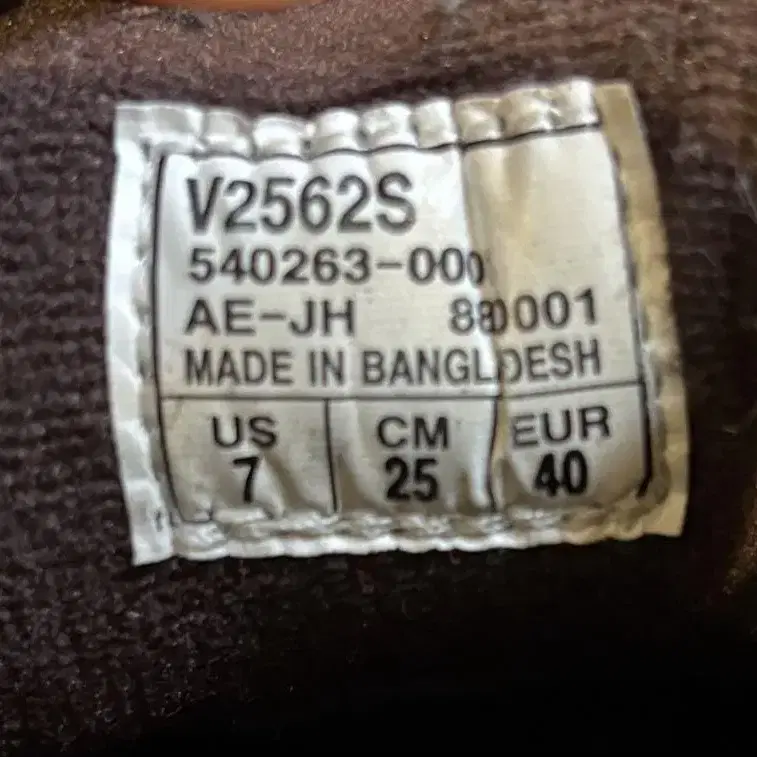 V2562S
540263-000
AE-JH 880001
MADE IN BANGLDESH
US CM EUR
7 25 40